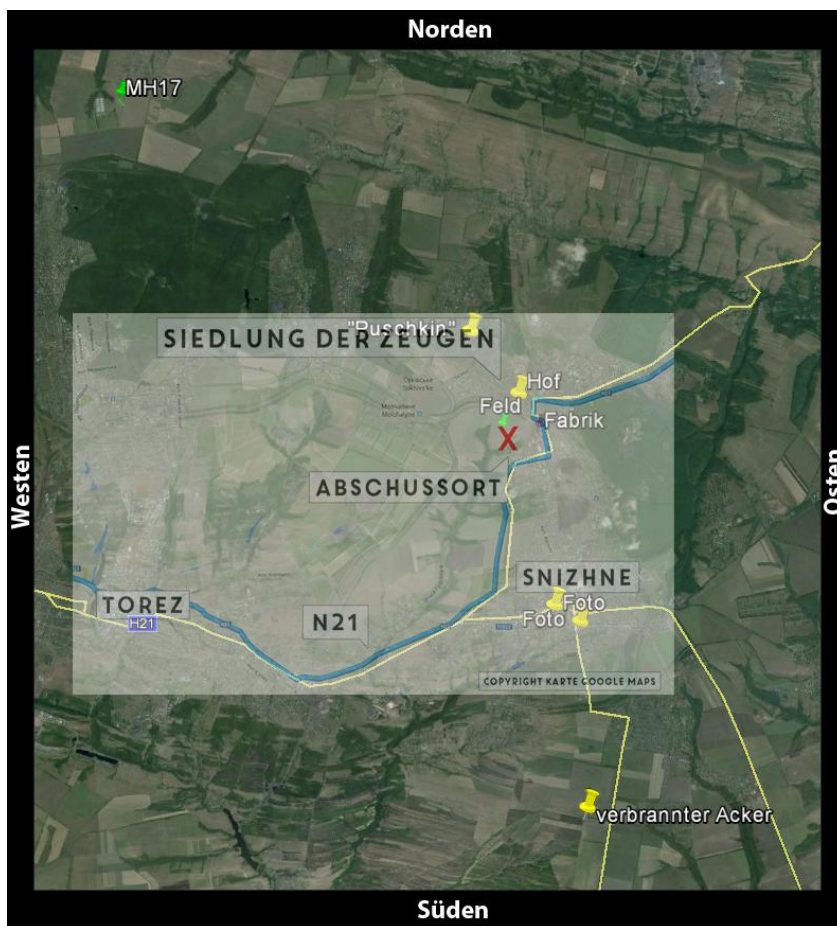 Norden
MH17
"Puschkin"
SIEDLUNG DER ZEUGEN
Hof
Feld
Fabrik
X
ABSCHUSSORT
Westen
Osten
SNIZHNE
TOREZ
Foto
Foto
H21
N21
COPYRIGHT KARTE GOOGLE MAPS
verbrannter Acker
Süden